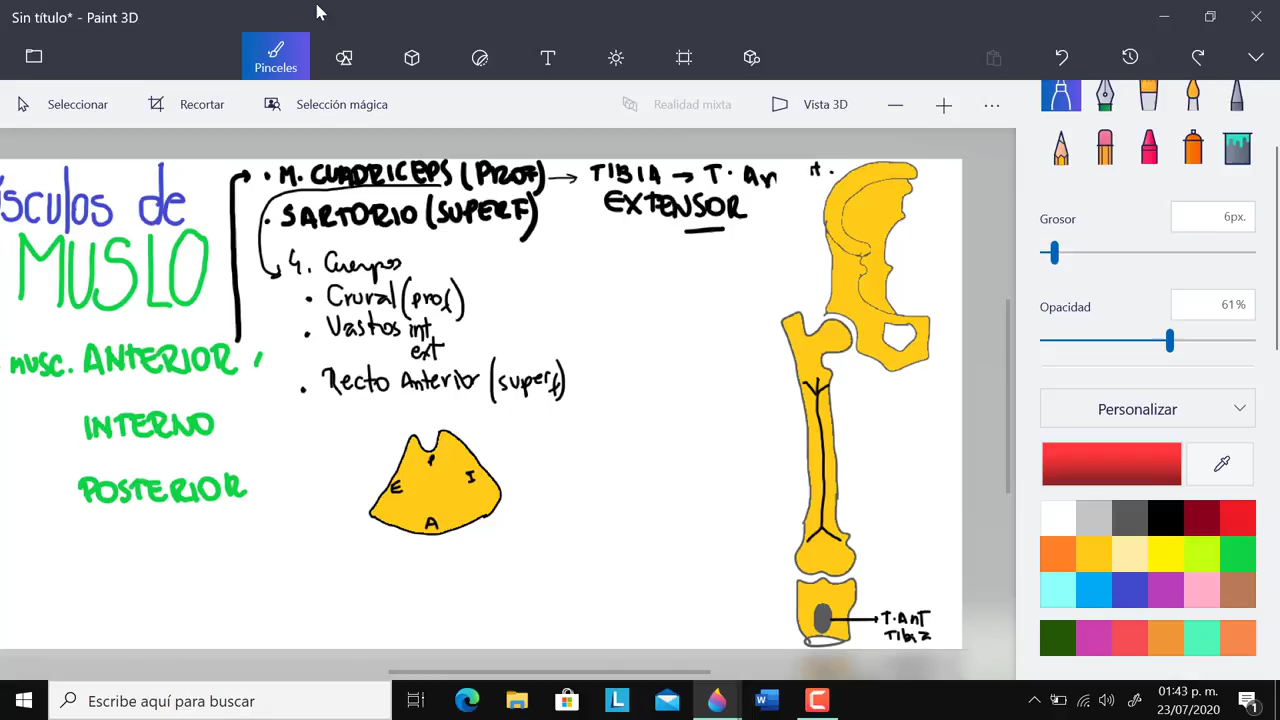 Sin título* - Paint 3D
Pinceles
Seleccionar
Recortar
Selección mágica
Realidad mixta
Vista 3D
Grosor
6px.
Opacidad
61%
Personalizar
de
MUSLO
musc. ANTERIOR
INTERNO
POSTERIOR
• M. CUADRICEPS (PROF) → TIBIA → T. An
• SARTORIO (SUPERF)
EXTENSOR
4. Cuerpos
• Crural (prof)
• Vastos int
ext
• Recto Anterior (superf)
P
E
I
A
T. AnT
Escribe aquí para buscar
01:43 p. m.
23/07/2020